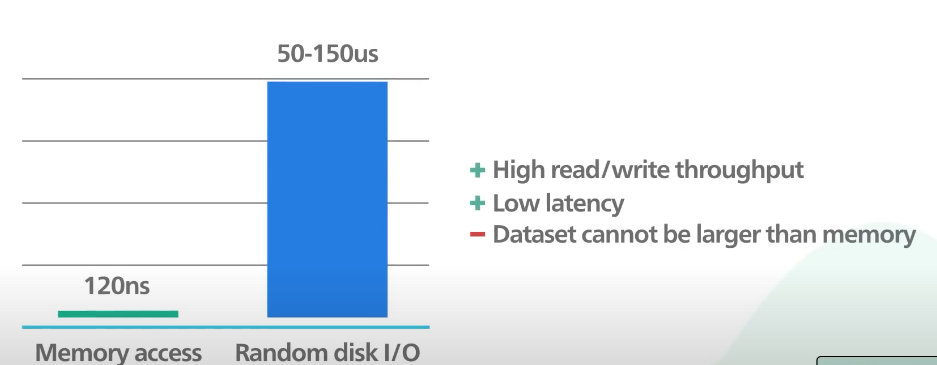 50-150us
120ns
Memory access
Random disk I/O
+ High read/write throughput
+ Low latency
− Dataset cannot be larger than memory